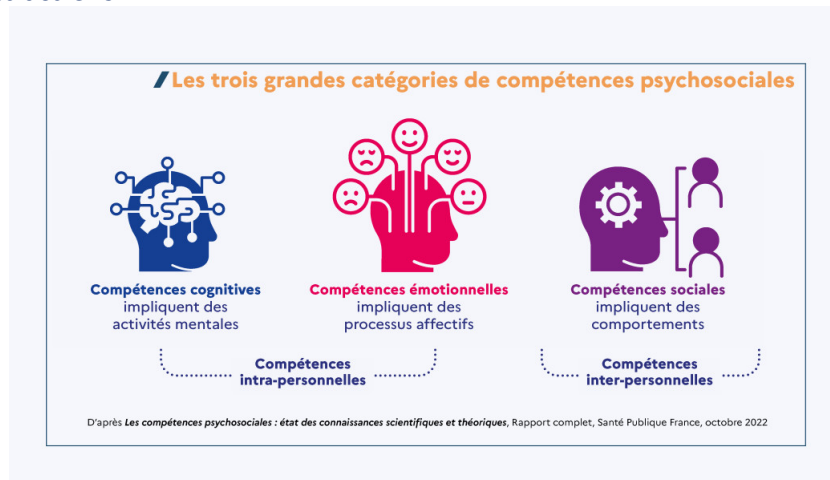 Les trois grandes catégories de compétences psychosociales
Compétences cognitives
impliquent des
activités mentales
Compétences émotionnelles
impliquent des
processus affectifs
Compétences sociales
impliquent des
comportements
Compétences
intra-personnelles
Compétences
inter-personnelles
D'après Les compétences psychosociales : état des connaissances scientifiques et théoriques, Rapport complet, Santé Publique France, octobre 2022